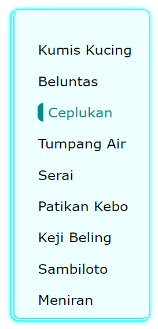 Kumis Kucing
Beluntas
Ceplukan
Tumpang Air
Serai
Patikan Kebo
Keji Beling
Sambiloto
Meniran